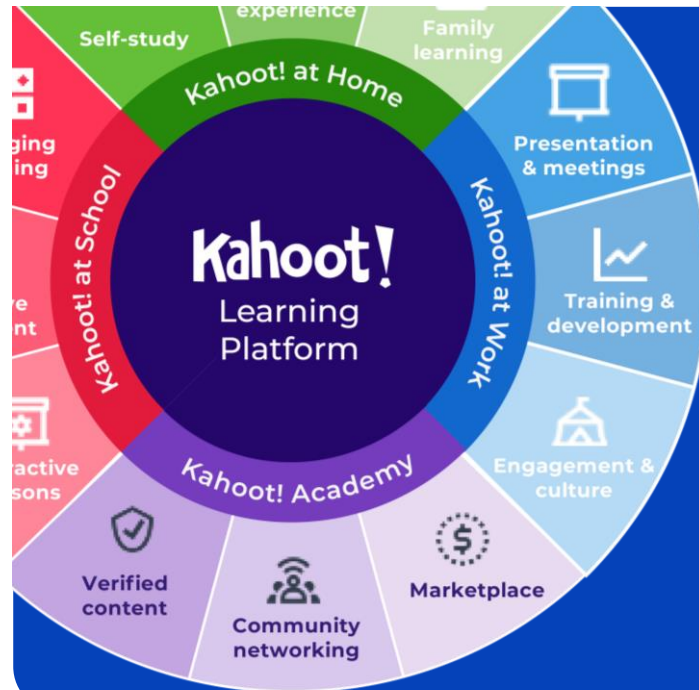 experience
Self-study
Family
learning
Kahoot! at Home
Presentation
& meetings
Kahoot! at School
Kahoot!
Learning
Platform
Kahoot! at Work
Training &
development
Engagement &
culture
Kahoot! Academy
Verified
content
Community
networking
Marketplace